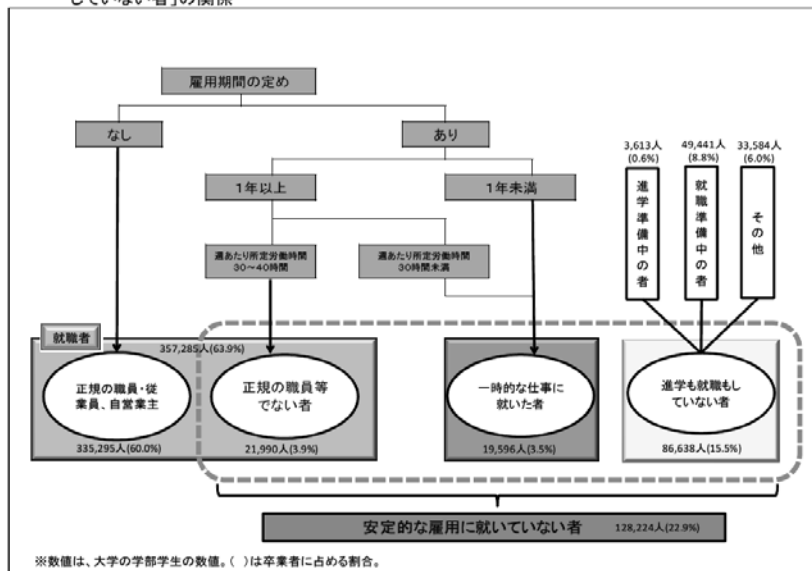 していない者」の関係
雇用期間の定め
なし
あり
3,613人
(0.6%)
49,441人
(8.8%)
33,584人
(6.0%)
1年以上
1年未満
進学準備中の者
就職準備中の者
その他
週あたり所定労働時間
30～40時間
週あたり所定労働時間
30時間未満
就職者
357,285人(63.9%)
正規の職員・従
業員、自営業主
正規の職員等
でない者
一時的な仕事に
就いた者
進学も就職もし
ていない者
335,295人(60.0%)
21,990人(3.9%)
19,596人(3.5%)
86,638人(15.5%)
安定的な雇用に就いていない者
128,224人(22.9%)
※数値は、大学の学部学生の数値。( )は卒業者に占める割合。